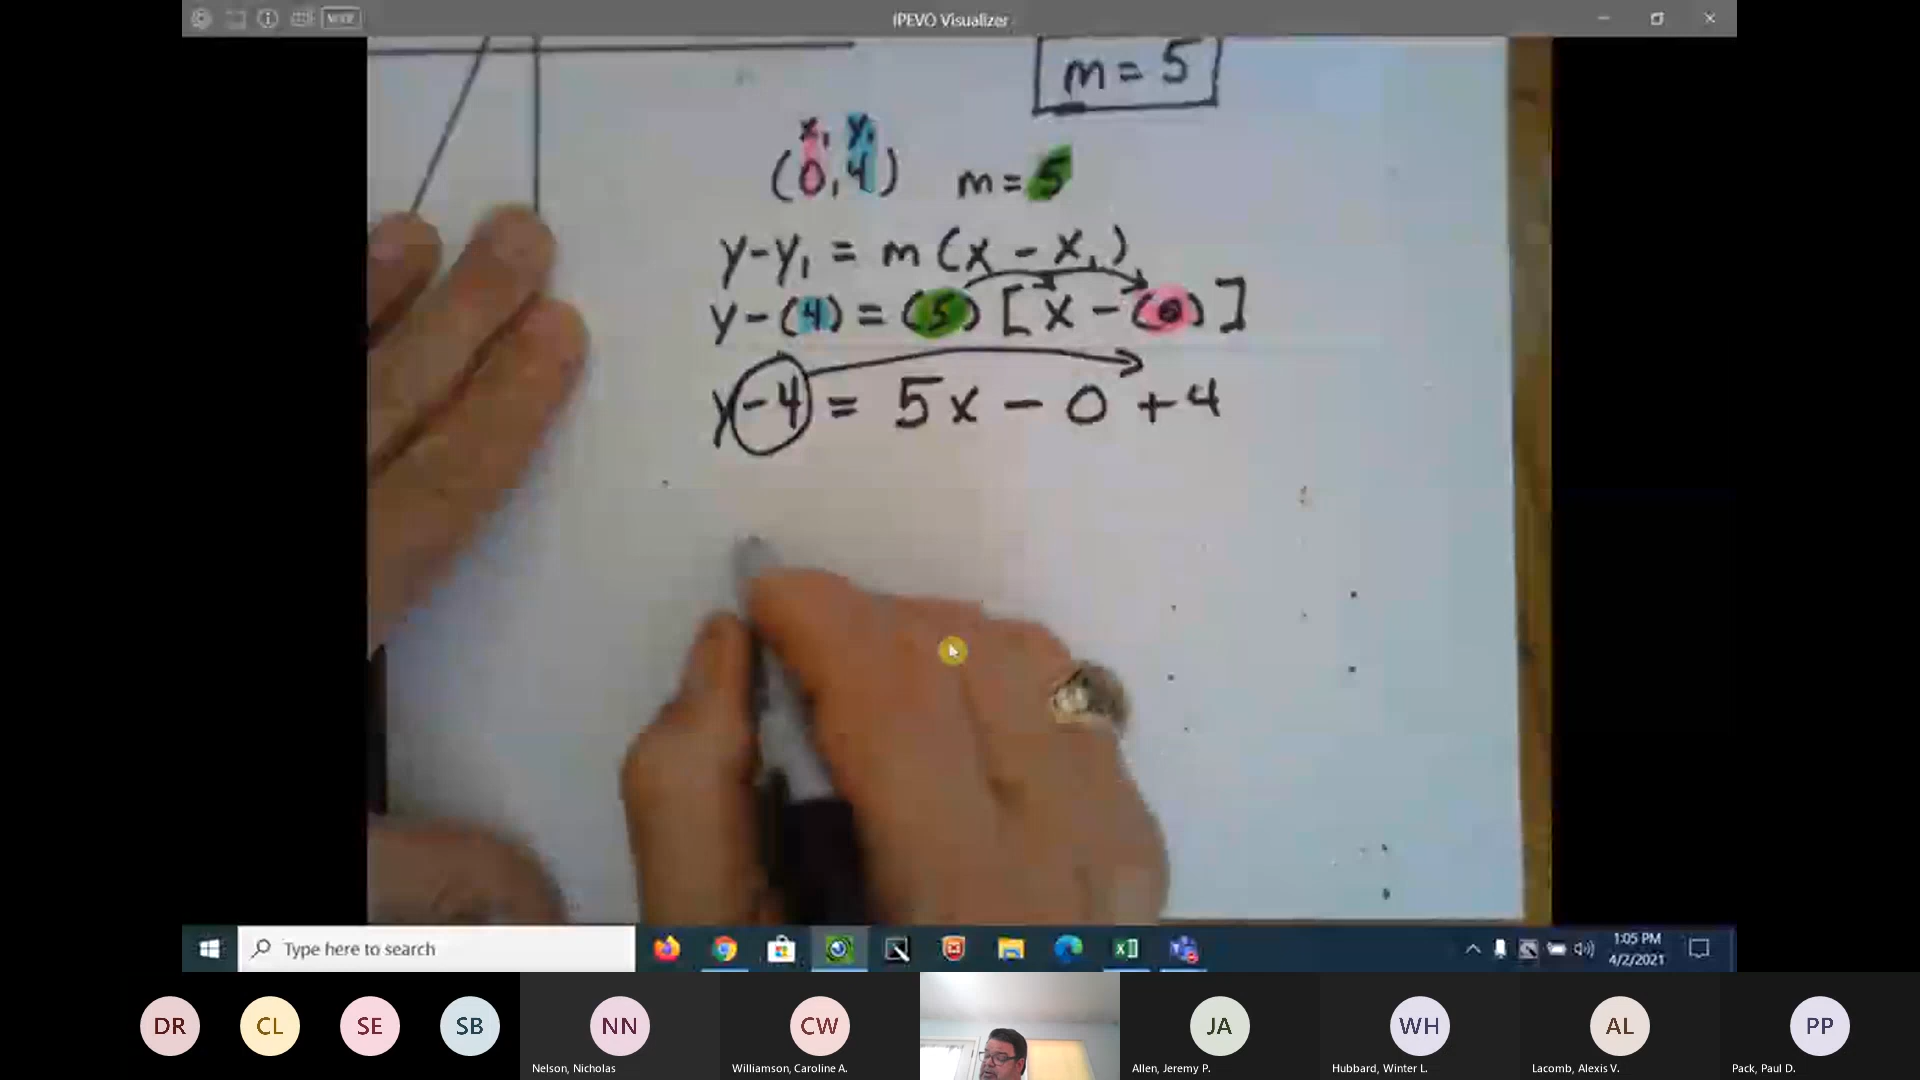 IPEVO Visualizer
m = 5
x₁ y₁
(0, 4) m = 5
y - y₁ = m (x - x₁)
y - (4) = (5) [x - (0)]
y - 4 = 5x - 0 + 4
Type here to search
1:05 PM
4/2/2021
DR CL SE SB NN CW JA WH AL PP
Nelson, Nicholas Williamson, Caroline A. Allen, Jeremy P. Hubbard, Winter L. Lacomb, Alexis V. Pack, Paul D.